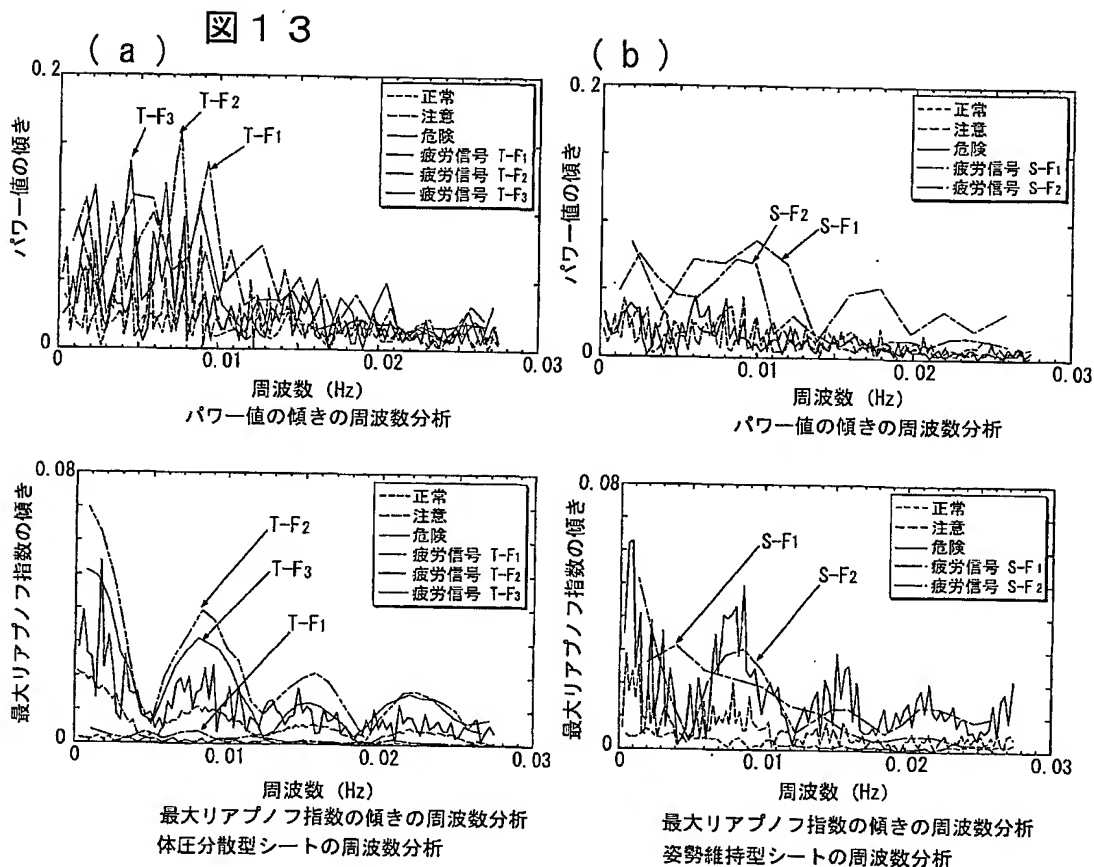 図13
(a)
0.2
パワー値の傾き
0
T-F3
T-F2
T-F1
正常
注意
危険
疲労信号 T-F1
疲労信号 T-F2
疲労信号 T-F3
0
0.01
0.02
0.03
周波数 (Hz)
パワー値の傾きの周波数分析
(b)
0.2
パワー値の傾き
0
S-F2
S-F1
正常
注意
危険
疲労信号 S-F1
疲労信号 S-F2
0
0.01
0.02
0.03
周波数 (Hz)
パワー値の傾きの周波数分析
0.08
最大リアプノフ指数の傾き
0
T-F2
T-F3
T-F1
正常
注意
危険
疲労信号 T-F1
疲労信号 T-F2
疲労信号 T-F3
0
0.01
0.02
0.03
周波数 (Hz)
最大リアプノフ指数の傾きの周波数分析
体圧分散型シートの周波数分析
0.08
最大リアプノフ指数の傾き
0
S-F1
S-F2
正常
注意
危険
疲労信号 S-F1
疲労信号 S-F2
0
0.01
0.02
0.03
周波数 (Hz)
最大リアプノフ指数の傾きの周波数分析
姿勢維持型シートの周波数分析